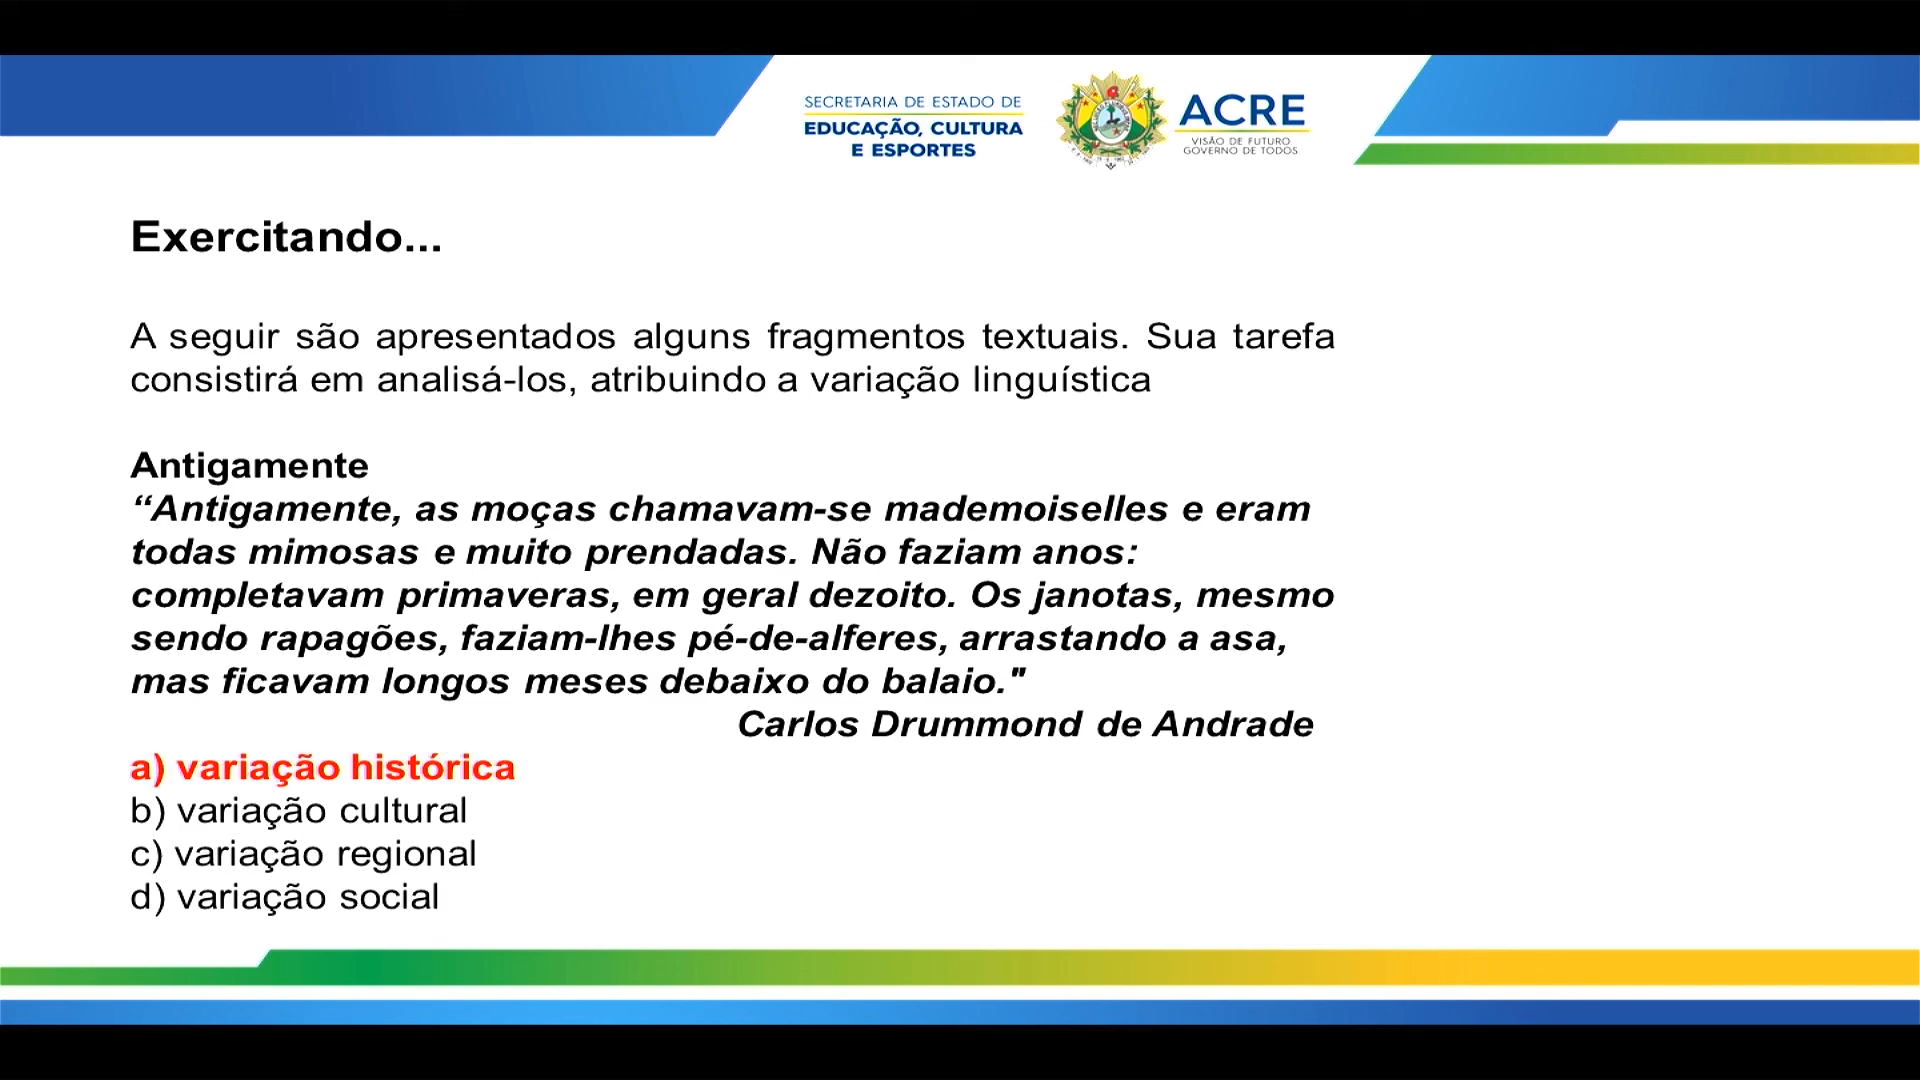 SECRETARIA DE ESTADO DE
EDUCAÇÃO, CULTURA
E ESPORTES
ACRE
VISÃO DE FUTURO
GOVERNO DE TODOS
Exercitando...
A seguir são apresentados alguns fragmentos textuais. Sua tarefa
consistirá em analisá-los, atribuindo a variação linguística
Antigamente
“Antigamente, as moças chamavam-se mademoiselles e eram
todas mimosas e muito prendadas. Não faziam anos:
completavam primaveras, em geral dezoito. Os janotas, mesmo
sendo rapagões, faziam-lhes pé-de-alferes, arrastando a asa,
mas ficavam longos meses debaixo do balaio."
Carlos Drummond de Andrade
a) variação histórica
b) variação cultural
c) variação regional
d) variação social